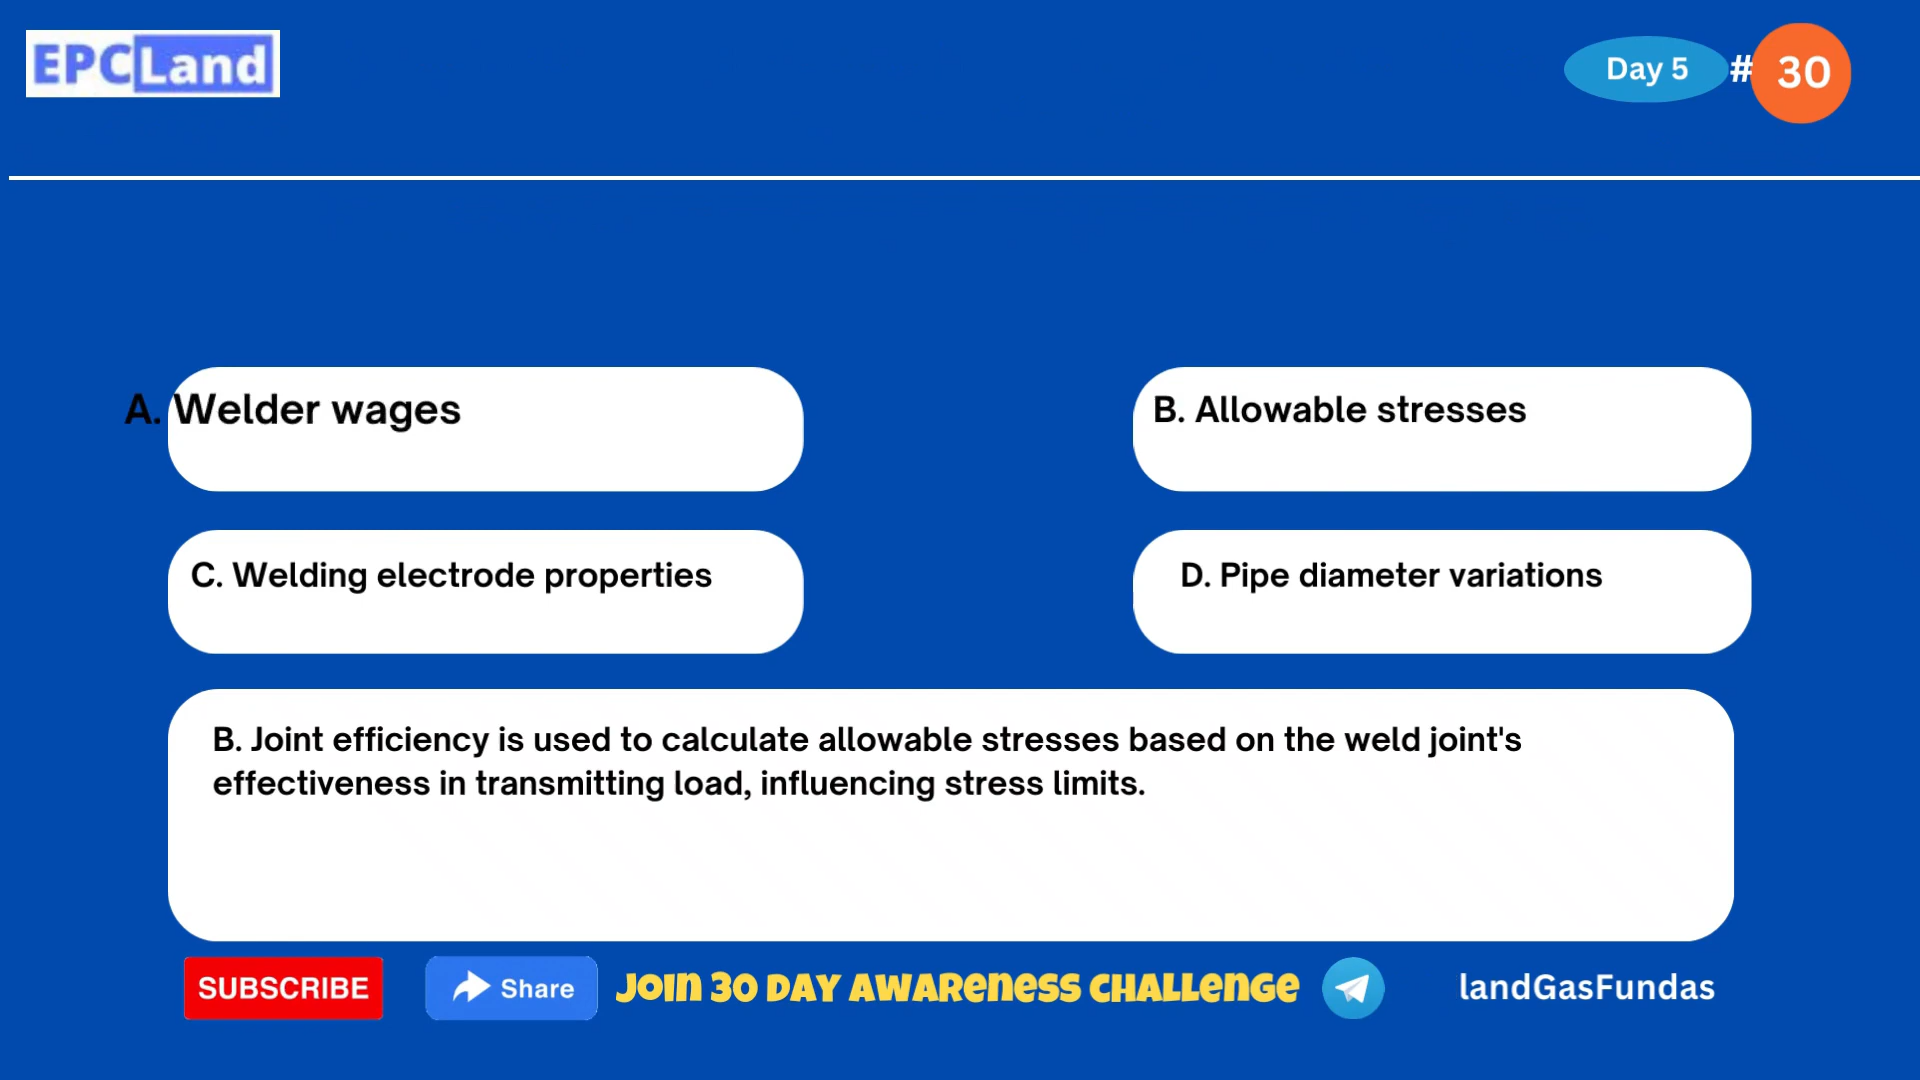 EPCLand
Day 5 # 30
A. Welder wages
B. Allowable stresses
C. Welding electrode properties
D. Pipe diameter variations
B. Joint efficiency is used to calculate allowable stresses based on the weld joint's
effectiveness in transmitting load, influencing stress limits.
SUBSCRIBE
Share
JOIN 30 DAY AWARENESS CHALLENGE
landGasFundas